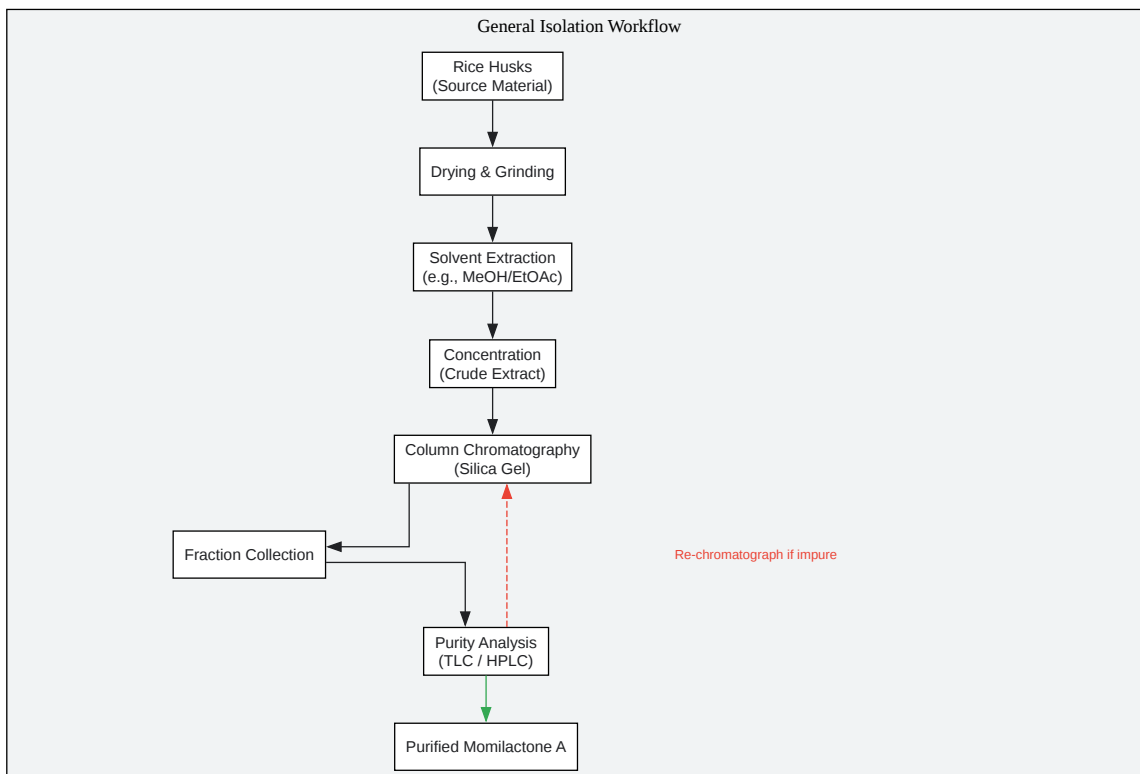 General Isolation Workflow
Rice Husks
(Source Material)
Drying & Grinding
Solvent Extraction
(e.g., MeOH/EtOAc)
Concentration
(Crude Extract)
Column Chromatography
(Silica Gel)
Fraction Collection
Re-chromatograph if impure
Purity Analysis
(TLC / HPLC)
Purified Momilactone A